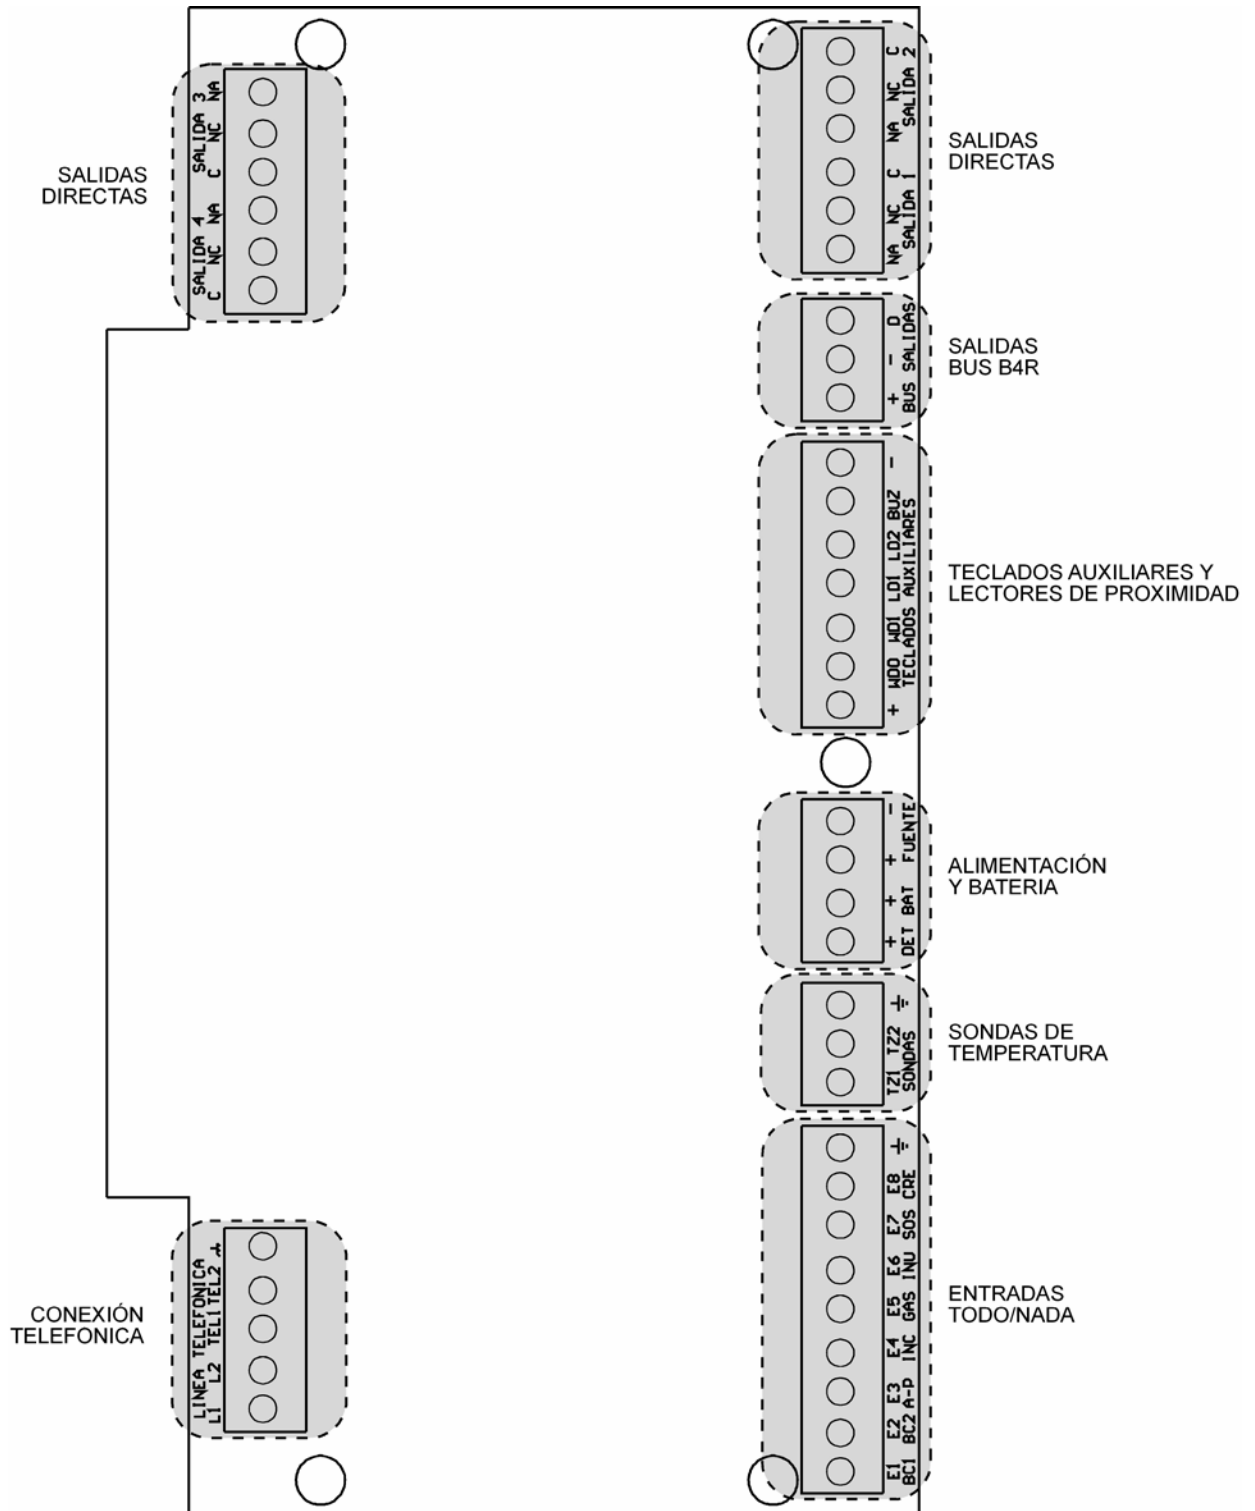 SALIDAS
DIRECTAS
SALIDA 4 SALIDA 3
C NC NA C NC NA
NA NC C NA NC C
SALIDA 1 SALIDA 2
SALIDAS
DIRECTAS
+ - D
BUS SALIDAS
SALIDAS
BUS B4R
+ WD0 WD1 LD1 LD2 BUZ -
TECLADOS AUXILIARES
TECLADOS AUXILIARES Y
LECTORES DE PROXIMIDAD
+ + + -
DET BAT FUENTE
ALIMENTACIÓN
Y BATERIA
TZ1 TZ2
SONDAS
SONDAS DE
TEMPERATURA
LINEA TELEFONICA
L1 L2 TEL1 TEL2
CONEXIÓN
TELEFONICA
E1 E2 E3 E4 E5 E6 E7 E8
BC1 BC2 A-P INC GAS INU SOS CRE
ENTRADAS
TODO/NADA